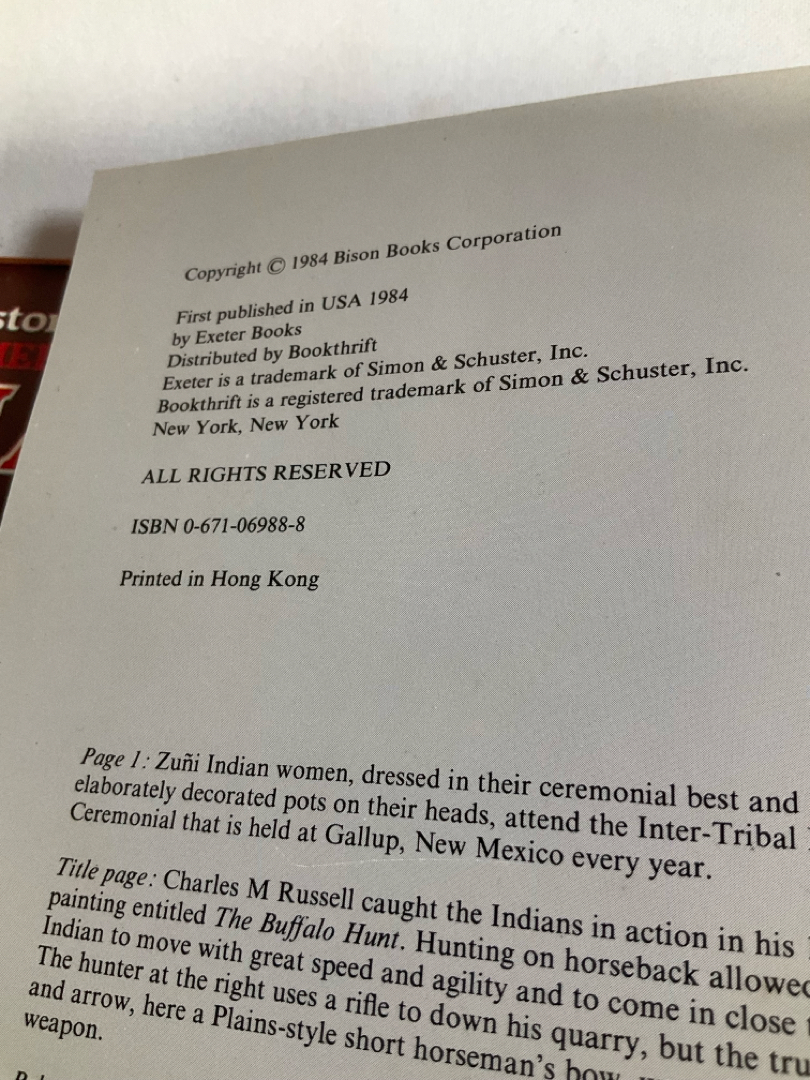 Copyright © 1984 Bison Books Corporation
First published in USA 1984
by Exeter Books
Distributed by Bookthrift
Exeter is a trademark of Simon & Schuster, Inc.
Bookthrift is a registered trademark of Simon & Schuster, Inc.
New York, New York
ALL RIGHTS RESERVED
ISBN 0-671-06988-8
Printed in Hong Kong
Page 1: Zuñi Indian women, dressed in their ceremonial best and
elaborately decorated pots on their heads, attend the Inter-Tribal
Ceremonial that is held at Gallup, New Mexico every year.
Title page: Charles M Russell caught the Indians in action in his
painting entitled The Buffalo Hunt. Hunting on horseback allowed
Indian to move with great speed and agility and to come in close
The hunter at the right uses a rifle to down his quarry, but the
and arrow, here a Plains-style short horseman's bow,
weapon.